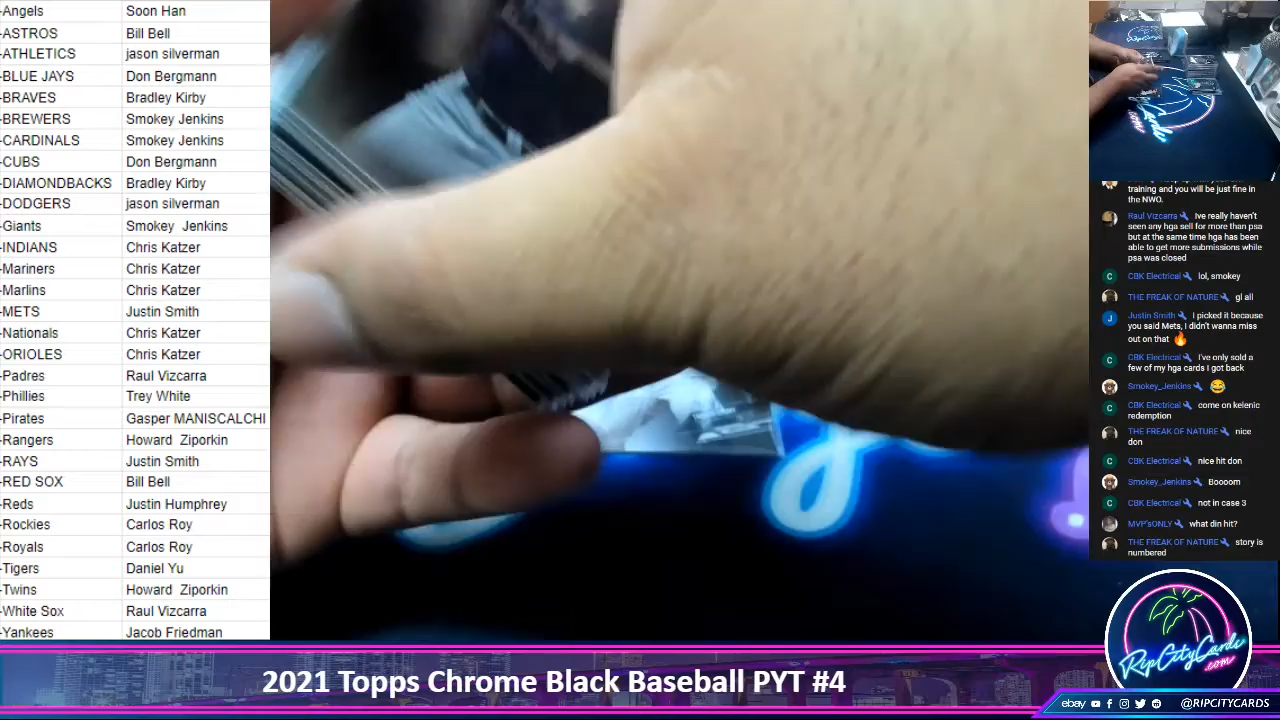 -Angels Soon Han
-ASTROS Bill Bell
-ATHLETICS jason silverman
-BLUE JAYS Don Bergmann
-BRAVES Bradley Kirby
-BREWERS Smokey Jenkins
-CARDINALS Smokey Jenkins
-CUBS Don Bergmann
-DIAMONDBACKS Bradley Kirby
-DODGERS jason silverman
-Giants Smokey Jenkins
-INDIANS Chris Katzer
-Mariners Chris Katzer
-Marlins Chris Katzer
-METS Justin Smith
-Nationals Chris Katzer
-ORIOLES Chris Katzer
-Padres Raul Vizcarra
-Phillies Trey White
-Pirates Gasper MANISCALCHI
-Rangers Howard Ziporkin
-RAYS Justin Smith
-RED SOX Bill Bell
-Reds Justin Humphrey
-Rockies Carlos Roy
-Royals Carlos Roy
-Tigers Daniel Yu
-Twins Howard Ziporkin
-White Sox Raul Vizcarra
-Yankees Jacob Friedman
training and you will be just fine in
the NWO.
Raul Vizcarra Ive really haven't
seen any hga sell for more than psa
but at the same time hga has been
able to get more submissions while
psa was closed
C CBK Electrical lol, smokey
THE FREAK OF NATURE gl all
J Justin Smith I picked it because
you said Mets, I didn't wanna miss
out on that 🔥
C CBK Electrical I've only sold a
few of my hga cards I got back
Smokey_Jenkins 😂
C CBK Electrical come on kelenic
redemption
THE FREAK OF NATURE nice
don
C CBK Electrical nice hit don
Smokey_Jenkins Boooom
C CBK Electrical not in case 3
MVP'sONLY what din hit?
THE FREAK OF NATURE story is
numbered
RipCityCards
.com
2021 Topps Chrome Black Baseball PYT #4
ebay @RIPCITYCARDS